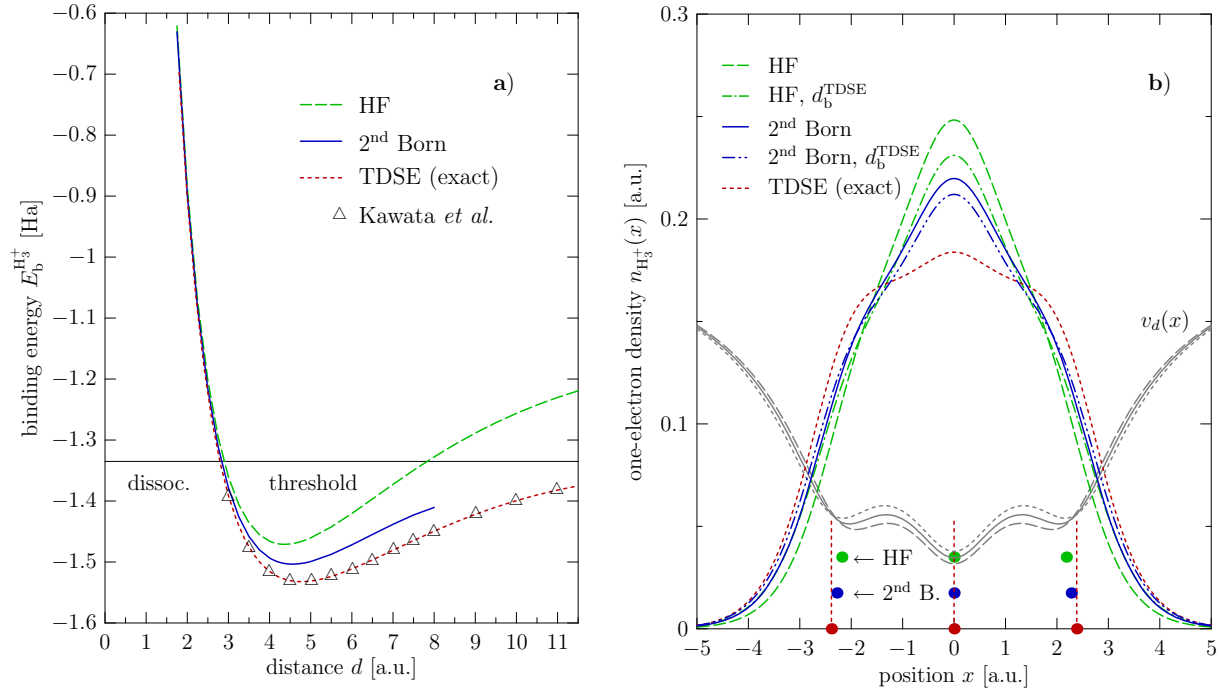 −0.6
−0.7
−0.8
−0.9
−1
−1.1
−1.2
−1.3
−1.4
−1.5
−1.6
binding energy E_b^{H_3^+} [Ha]
a)
HF
2nd Born
TDSE (exact)
Kawata et al.
dissoc. threshold
0 1 2 3 4 5 6 7 8 9 10 11
distance d [a.u.]
0.3
0.2
0.1
0
one-electron density n_{H_3^+}(x) [a.u.]
b)
HF
HF, d_b^{TDSE}
2nd Born
2nd Born, d_b^{TDSE}
TDSE (exact)
v_d(x)
← HF
← 2nd B.
−5 −4 −3 −2 −1 0 1 2 3 4 5
position x [a.u.]